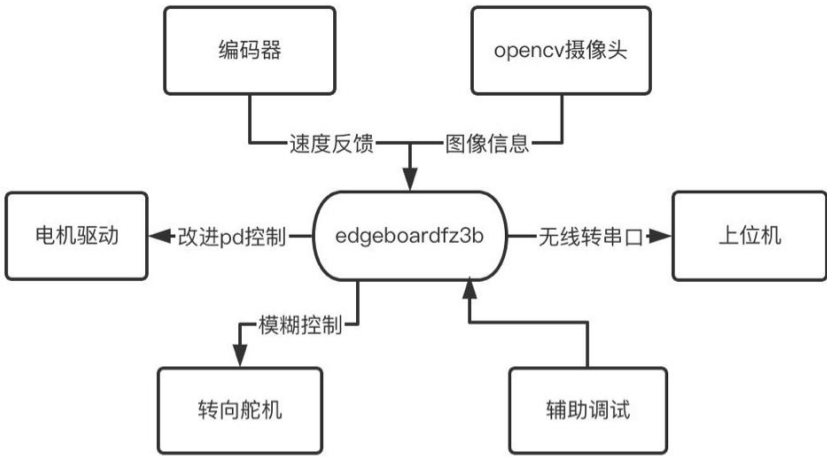 编码器
opencv摄像头
速度反馈
图像信息
电机驱动
改进pd控制
edgeboardfz3b
无线转串口
上位机
模糊控制
转向舵机
辅助调试